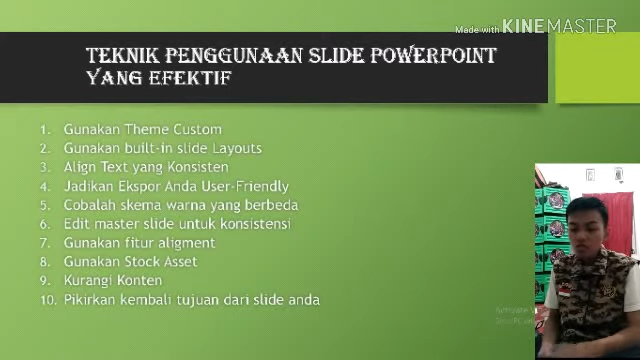 Made with KINEMASTER
TEKNIK PENGGUNAAN SLIDE POWERPOINT
YANG EFEKTIF
1. Gunakan Theme Custom
2. Gunakan built-in slide Layouts
3. Align Text yang Konsisten
4. Jadikan Ekspor Anda User-Friendly
5. Cobalah skema warna yang berbeda
6. Edit master slide untuk konsistensi
7. Gunakan fitur aligment
8. Gunakan Stock Asset
9. Kurangi Konten
10. Pikirkan kembali tujuan dari slide anda